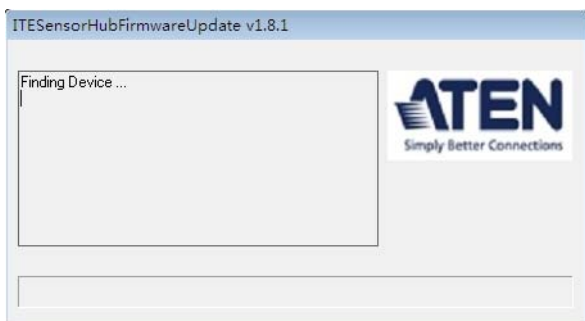 ITESensorHubFirmwareUpdate v1.8.1
Finding Device ...
ATEN
Simply Better Connections